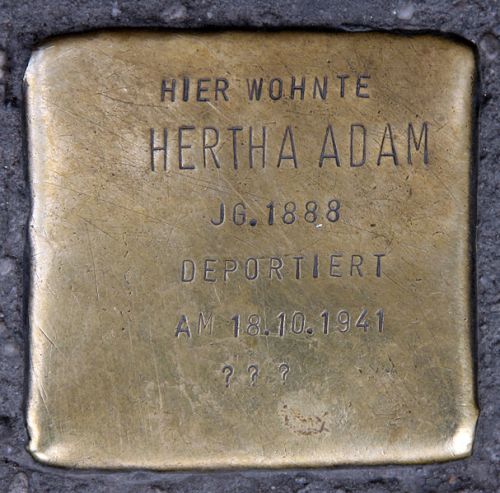 HIER WOHNTE
HERTHA ADAM
JG. 1888
DEPORTIERT
AM 18.10.1941
? ? ?